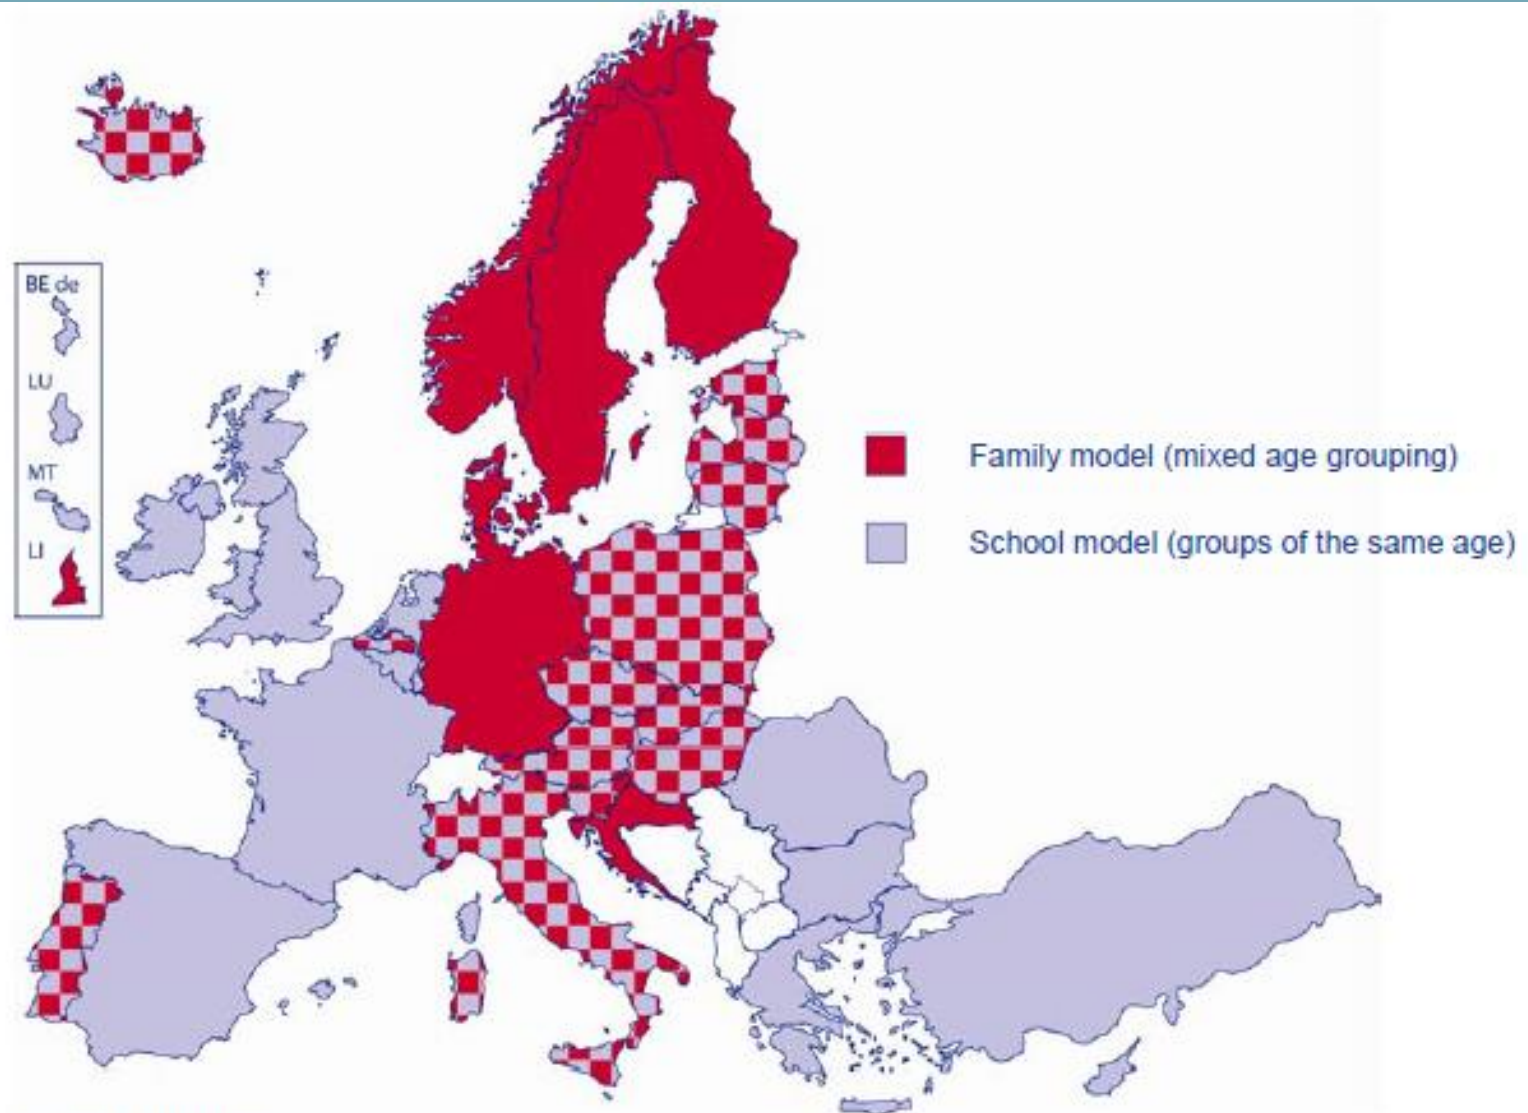 BE de
LU
MT
LI
Family model (mixed age grouping)
School model (groups of the same age)